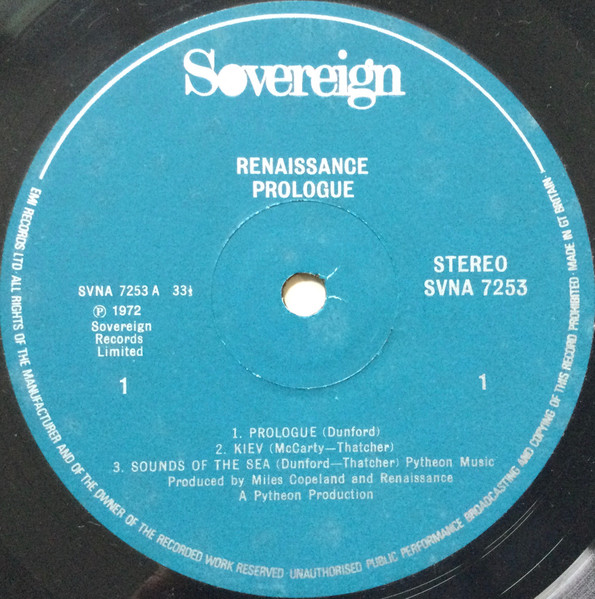 Sovereign
RENAISSANCE
PROLOGUE
STEREO
SVNA 7253
SVNA 7253 A 33⅓
Ⓟ 1972
Sovereign
Records
Limited
1
1
1. PROLOGUE (Dunford)
2. KIEV (McCarty—Thatcher)
3. SOUNDS OF THE SEA (Dunford—Thatcher) Pytheon Music
Produced by Miles Copeland and Renaissance
A Pytheon Production
EMI RECORDS LTD · ALL RIGHTS OF THE MANUFACTURER AND OF THE OWNER OF THE RECORDED WORK RESERVED · UNAUTHORISED PUBLIC PERFORMANCE BROADCASTING AND COPYING OF THIS RECORD PROHIBITED · MADE IN GT BRITAIN